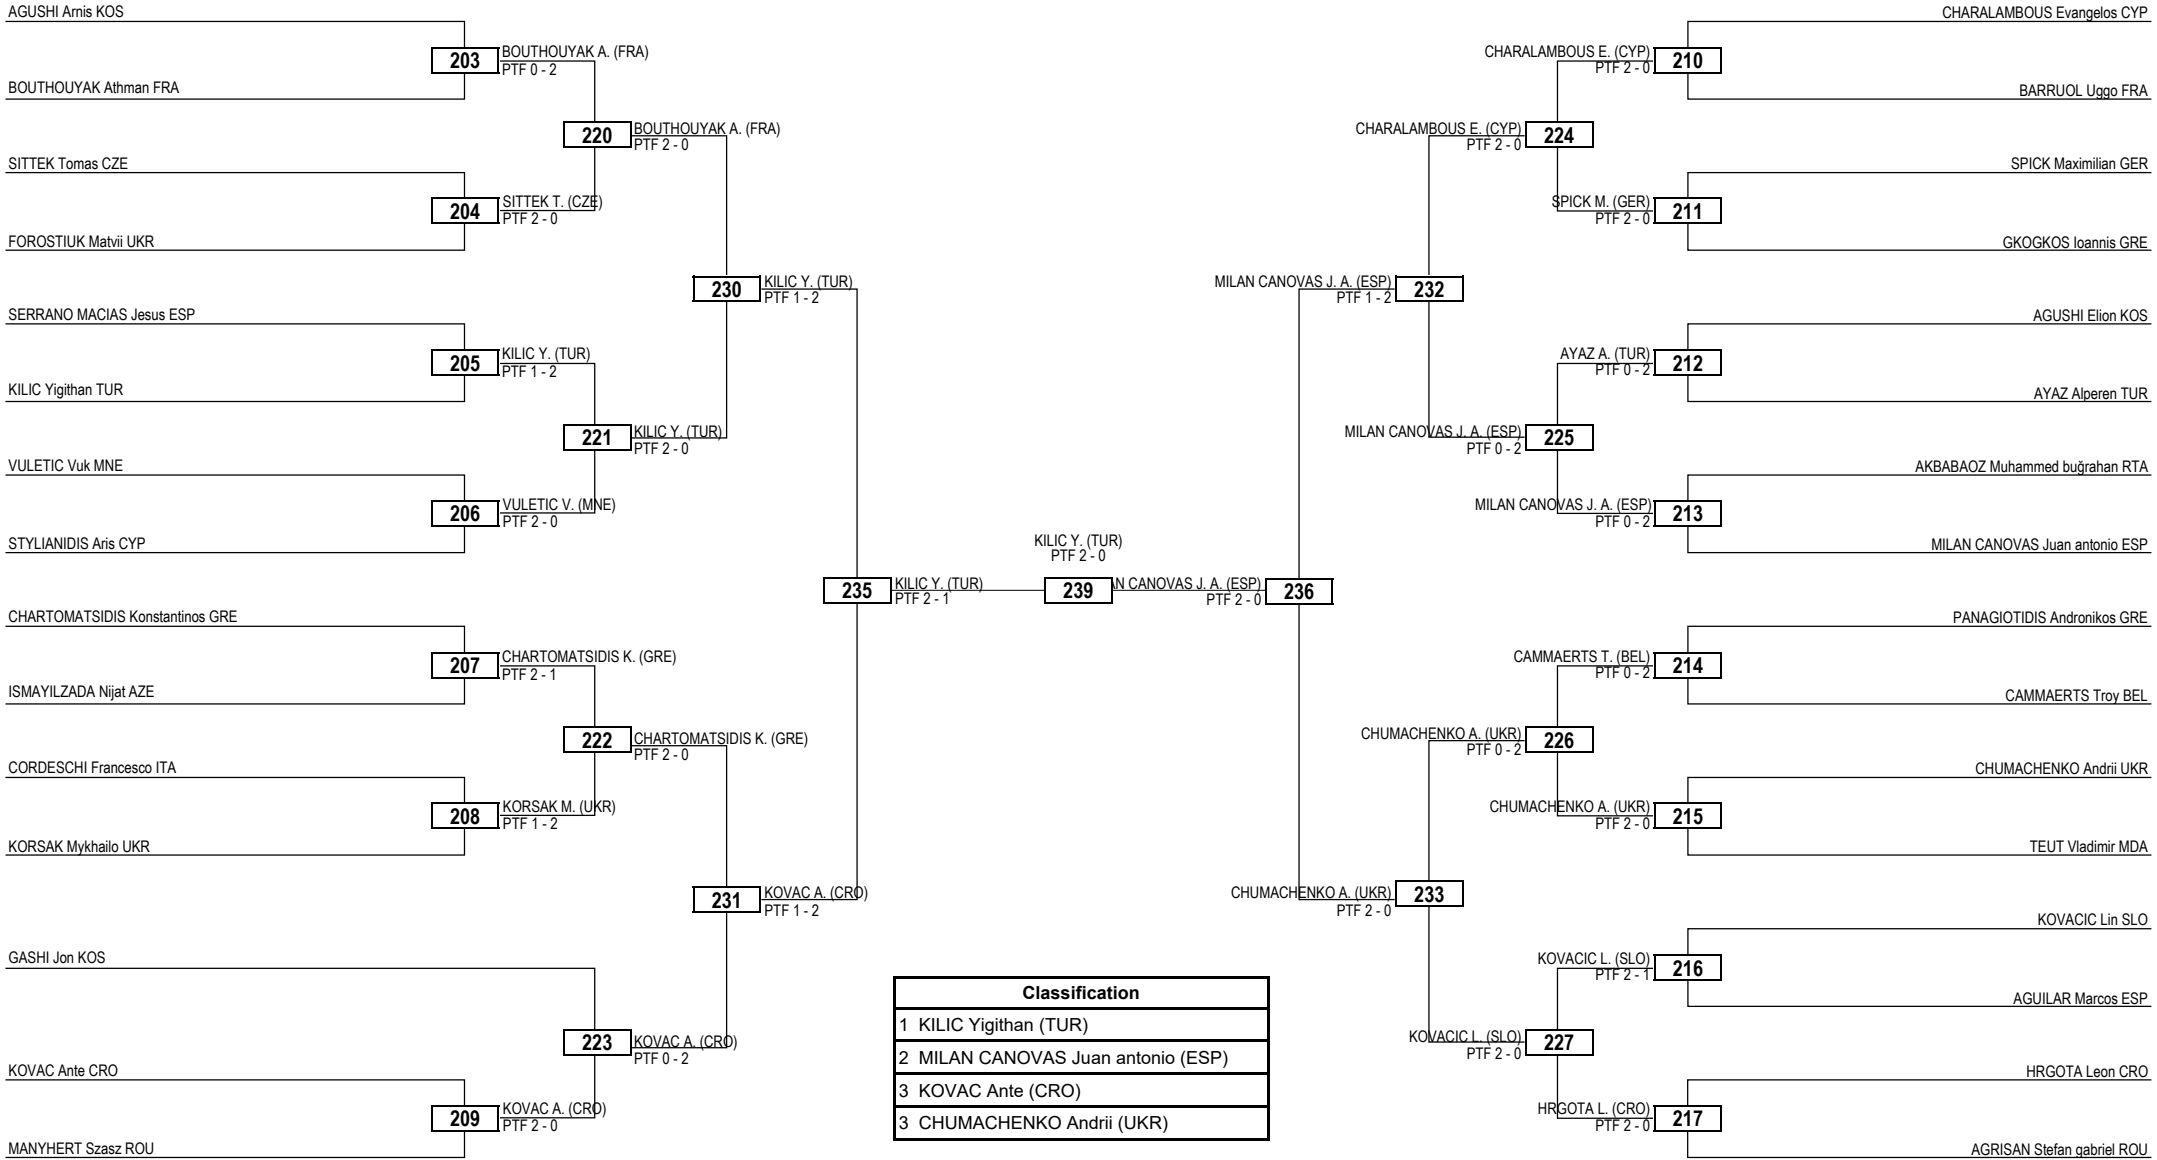 AGUSHI Arnis KOS
203
BOUTHOUYAK A. (FRA)
PTF 0 - 2
BOUTHOUYAK Athman FRA
220
BOUTHOUYAK A. (FRA)
PTF 2 - 0
SITTEK Tomas CZE
204
SITTEK T. (CZE)
PTF 2 - 0
FOROSTIUK Matvii UKR
230
KILIC Y. (TUR)
PTF 1 - 2
SERRANO MACIAS Jesus ESP
205
KILIC Y. (TUR)
PTF 1 - 2
KILIC Yigithan TUR
221
KILIC Y. (TUR)
PTF 2 - 0
VULETIC Vuk MNE
206
VULETIC V. (MNE)
PTF 2 - 0
STYLIANIDIS Aris CYP
235
KILIC Y. (TUR)
PTF 2 - 1
CHARTOMATSIDIS Konstantinos GRE
207
CHARTOMATSIDIS K. (GRE)
PTF 2 - 1
ISMAYILZADA Nijat AZE
222
CHARTOMATSIDIS K. (GRE)
PTF 2 - 0
CORDESCHI Francesco ITA
208
KORSAK M. (UKR)
PTF 1 - 2
KORSAK Mykhailo UKR
231
KOVAC A. (CRO)
PTF 1 - 2
GASHI Jon KOS
223
KOVAC A. (CRO)
PTF 0 - 2
KOVAC Ante CRO
209
KOVAC A. (CRO)
PTF 2 - 0
MANYHERT Szasz ROU
KILIC Y. (TUR)
PTF 2 - 0
239
AN CANOVAS J. A. (ESP)
PTF 2 - 0
236
CHARALAMBOUS Evangelos CYP
CHARALAMBOUS E. (CYP)
PTF 2 - 0
210
BARRUOL Uggo FRA
CHARALAMBOUS E. (CYP)
PTF 2 - 0
224
SPICK Maximilian GER
SPICK M. (GER)
PTF 2 - 0
211
GKOGKOS Ioannis GRE
MILAN CANOVAS J. A. (ESP)
PTF 1 - 2
232
AGUSHI Elion KOS
AYAZ A. (TUR)
PTF 0 - 2
212
AYAZ Alperen TUR
MILAN CANOVAS J. A. (ESP)
PTF 0 - 2
225
AKBABAOZ Muhammed buğrahan RTA
MILAN CANOVAS J. A. (ESP)
PTF 0 - 2
213
MILAN CANOVAS Juan antonio ESP
PANAGIOTIDIS Andronikos GRE
CAMMAERTS T. (BEL)
PTF 0 - 2
214
CAMMAERTS Troy BEL
CHUMACHENKO A. (UKR)
PTF 0 - 2
226
CHUMACHENKO Andrii UKR
CHUMACHENKO A. (UKR)
PTF 2 - 0
215
TEUT Vladimir MDA
CHUMACHENKO A. (UKR)
PTF 2 - 0
233
KOVACIC Lin SLO
KOVACIC L. (SLO)
PTF 2 - 1
216
AGUILAR Marcos ESP
KOVACIC L. (SLO)
PTF 2 - 0
227
HRGOTA Leon CRO
HRGOTA L. (CRO)
PTF 2 - 0
217
AGRISAN Stefan gabriel ROU
Classification
1 KILIC Yigithan (TUR)
2 MILAN CANOVAS Juan antonio (ESP)
3 KOVAC Ante (CRO)
3 CHUMACHENKO Andrii (UKR)